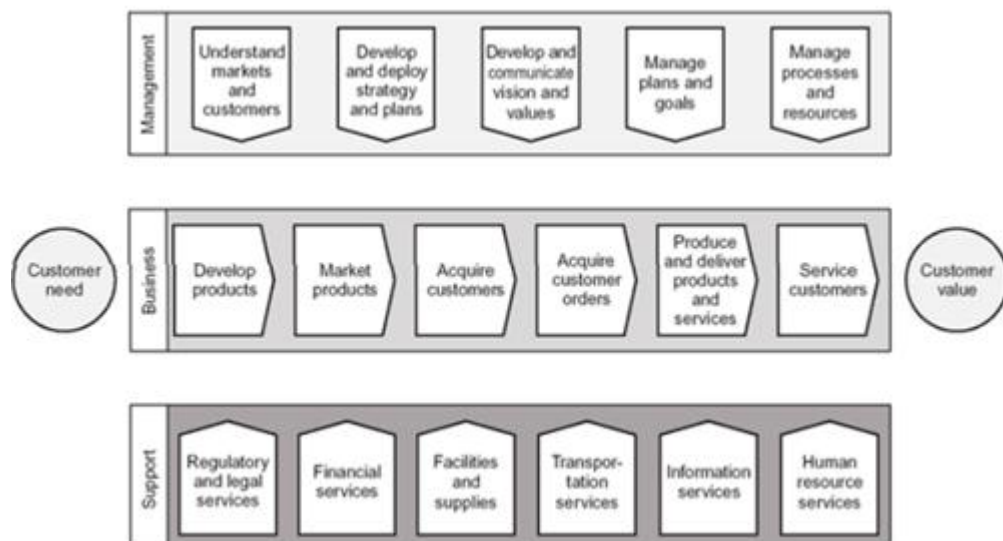 Management
Understand
markets
and
customers
Develop
and deploy
strategy
and plans
Develop and
communicate
vision and
values
Manage
plans and
goals
Manage
processes
and
resources
Customer
need
Business
Develop
products
Market
products
Acquire
customers
Acquire
customer
orders
Produce
and deliver
products
and
services
Service
customers
Customer
value
Support
Regulatory
and legal
services
Financial
services
Facilities
and
supplies
Transpor-
tation
services
Information
services
Human
resource
services